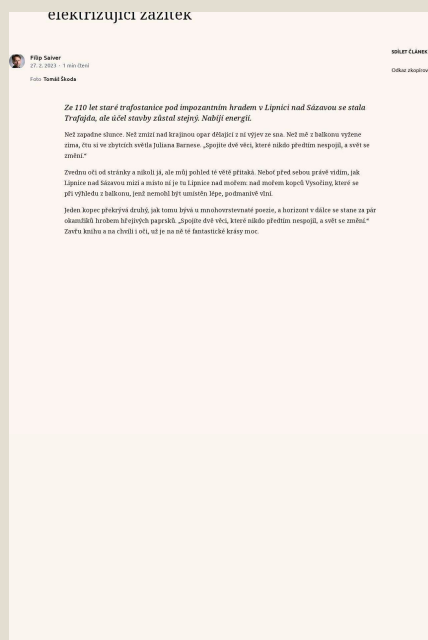 elektrizující zážitek
Filip Saiver
27. 2. 2023 – 1 min čtení
Foto Tomáš Škoda
SDÍLET ČLÁNEK
Odkaz zkopírov
Ze 110 let staré trafostanice pod impozantním hradem v Lipnici nad Sázavou se stala
Trafajda, ale účel stavby zůstal stejný. Nabíjí energií.
Než zapadne slunce. Než zmizí nad krajinou opar dělající z ní výjev ze sna. Než mě z balkonu vyžene
zima, čtu si ve zbytcích světla Juliana Barnese. „Spojíte dvě věci, které nikdo předtím nespojil, a svět se
změní.“
Zvednu oči od stránky a nikoli já, ale můj pohled té větě přitaká. Neboť před sebou právě vidím, jak
Lipnice nad Sázavou mizí a místo ní je tu Lipnice nad mořem: nad mořem kopců Vysočiny, které se
při výhledu z balkonu, jenž nemohl být umístěn lépe, podmanivě vlní.
Jeden kopec překrývá druhý, jak tomu bývá u mnohovrstevnaté poezie, a horizont v dálce se stane za pár
okamžiků hrobem hřejivých paprsků. „Spojíte dvě věci, které nikdo předtím nespojil, a svět se změní.“
Zavřu knihu a na chvíli i oči, už je na ně té fantastické krásy moc.